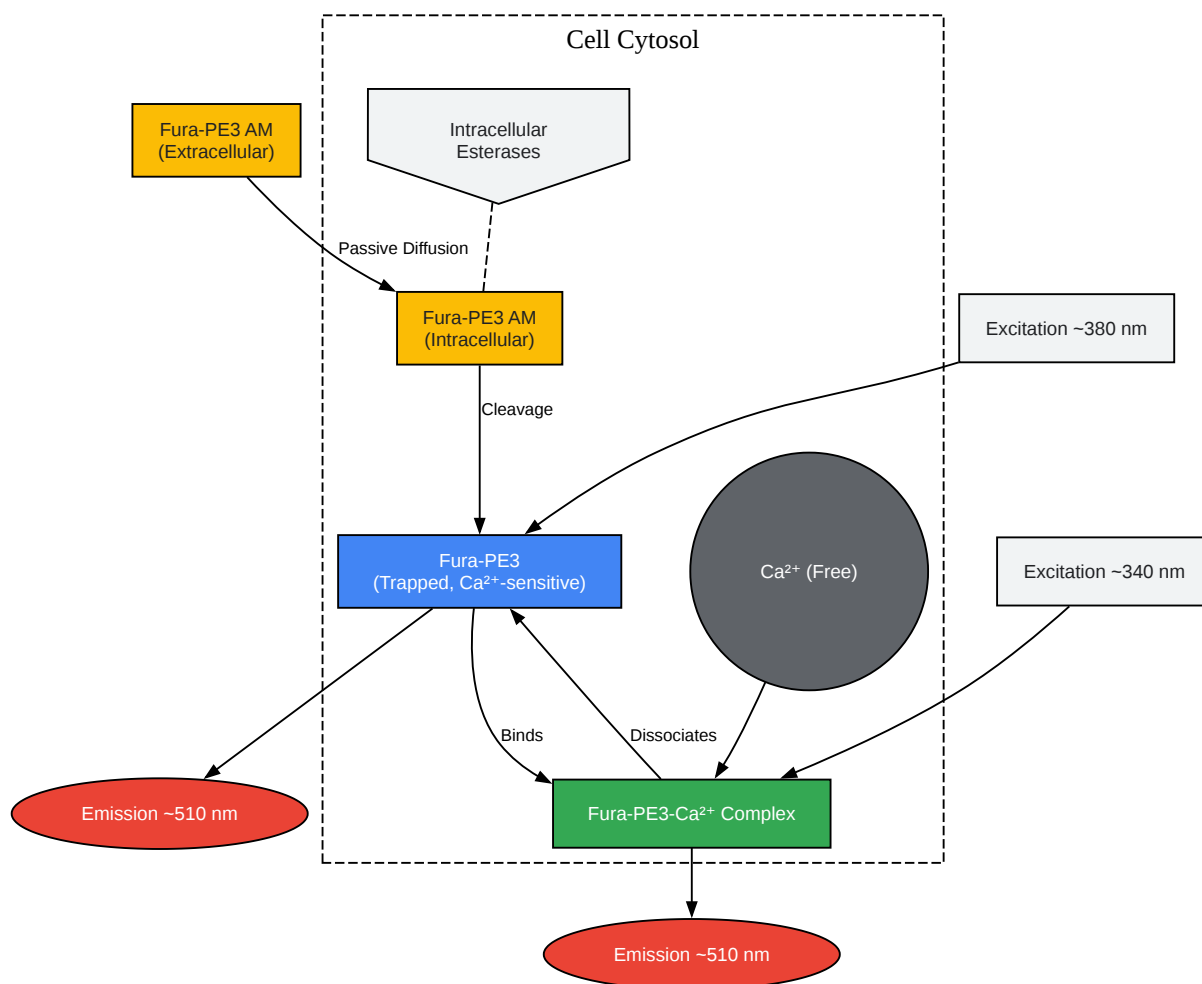 Cell Cytosol
Fura-PE3 AM
(Extracellular)
Intracellular
Esterases
Passive Diffusion
Fura-PE3 AM
(Intracellular)
Excitation ~380 nm
Cleavage
Fura-PE3
(Trapped, Ca²⁺-sensitive)
Ca²⁺ (Free)
Excitation ~340 nm
Binds
Dissociates
Emission ~510 nm
Fura-PE3-Ca²⁺ Complex
Emission ~510 nm